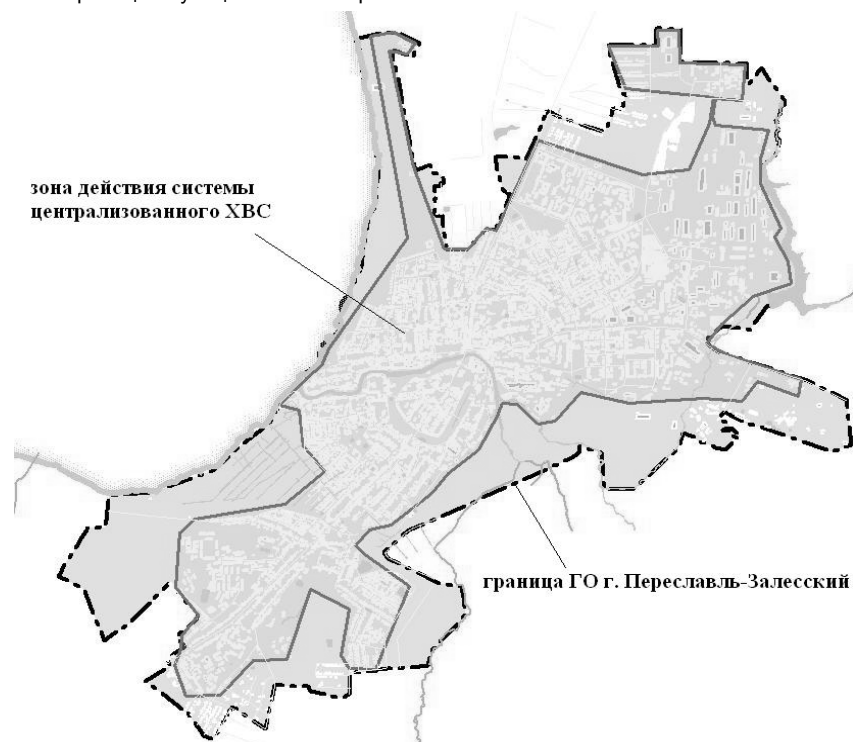 зона действия системы
централизованного ХВС
граница ГО г. Переславль-Залесский